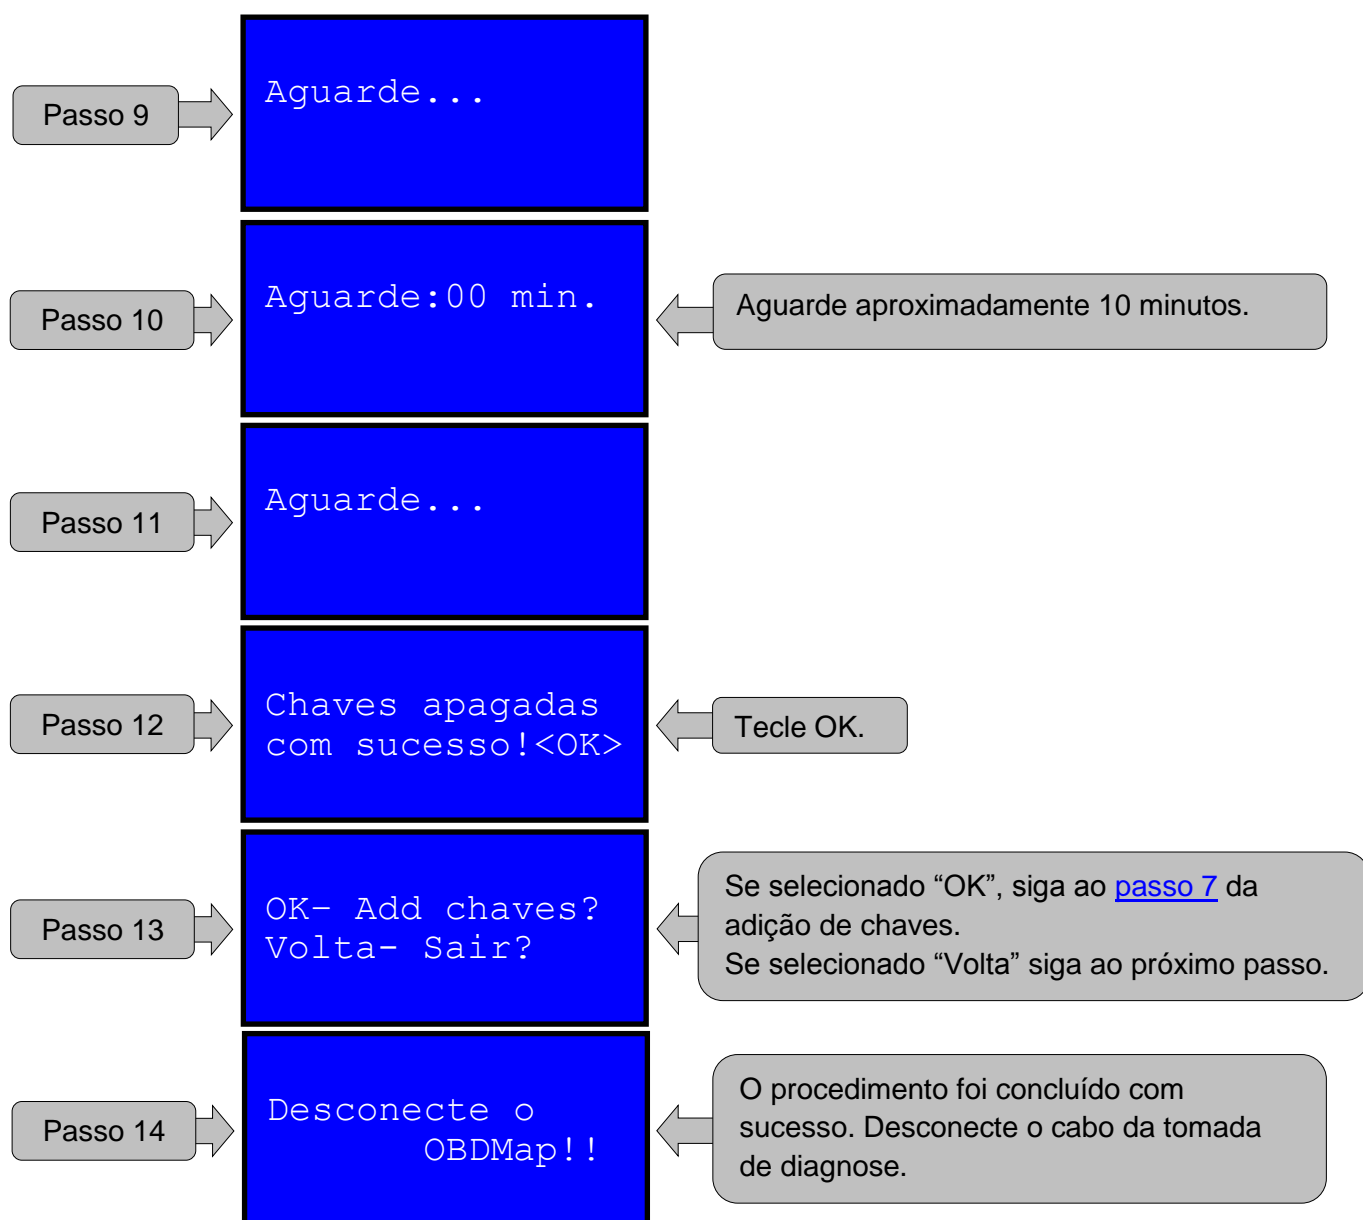 Passo 9
Aguarde...
Passo 10
Aguarde:00 min.
Aguarde aproximadamente 10 minutos.
Passo 11
Aguarde...
Passo 12
Chaves apagadas
com sucesso!<OK>
Tecle OK.
Passo 13
OK– Add chaves?
Volta- Sair?
Se selecionado “OK”, siga ao passo 7 da
adição de chaves.
Se selecionado “Volta” siga ao próximo passo.
Passo 14
Desconecte o
OBDMap!!
O procedimento foi concluído com
sucesso. Desconecte o cabo da tomada
de diagnose.